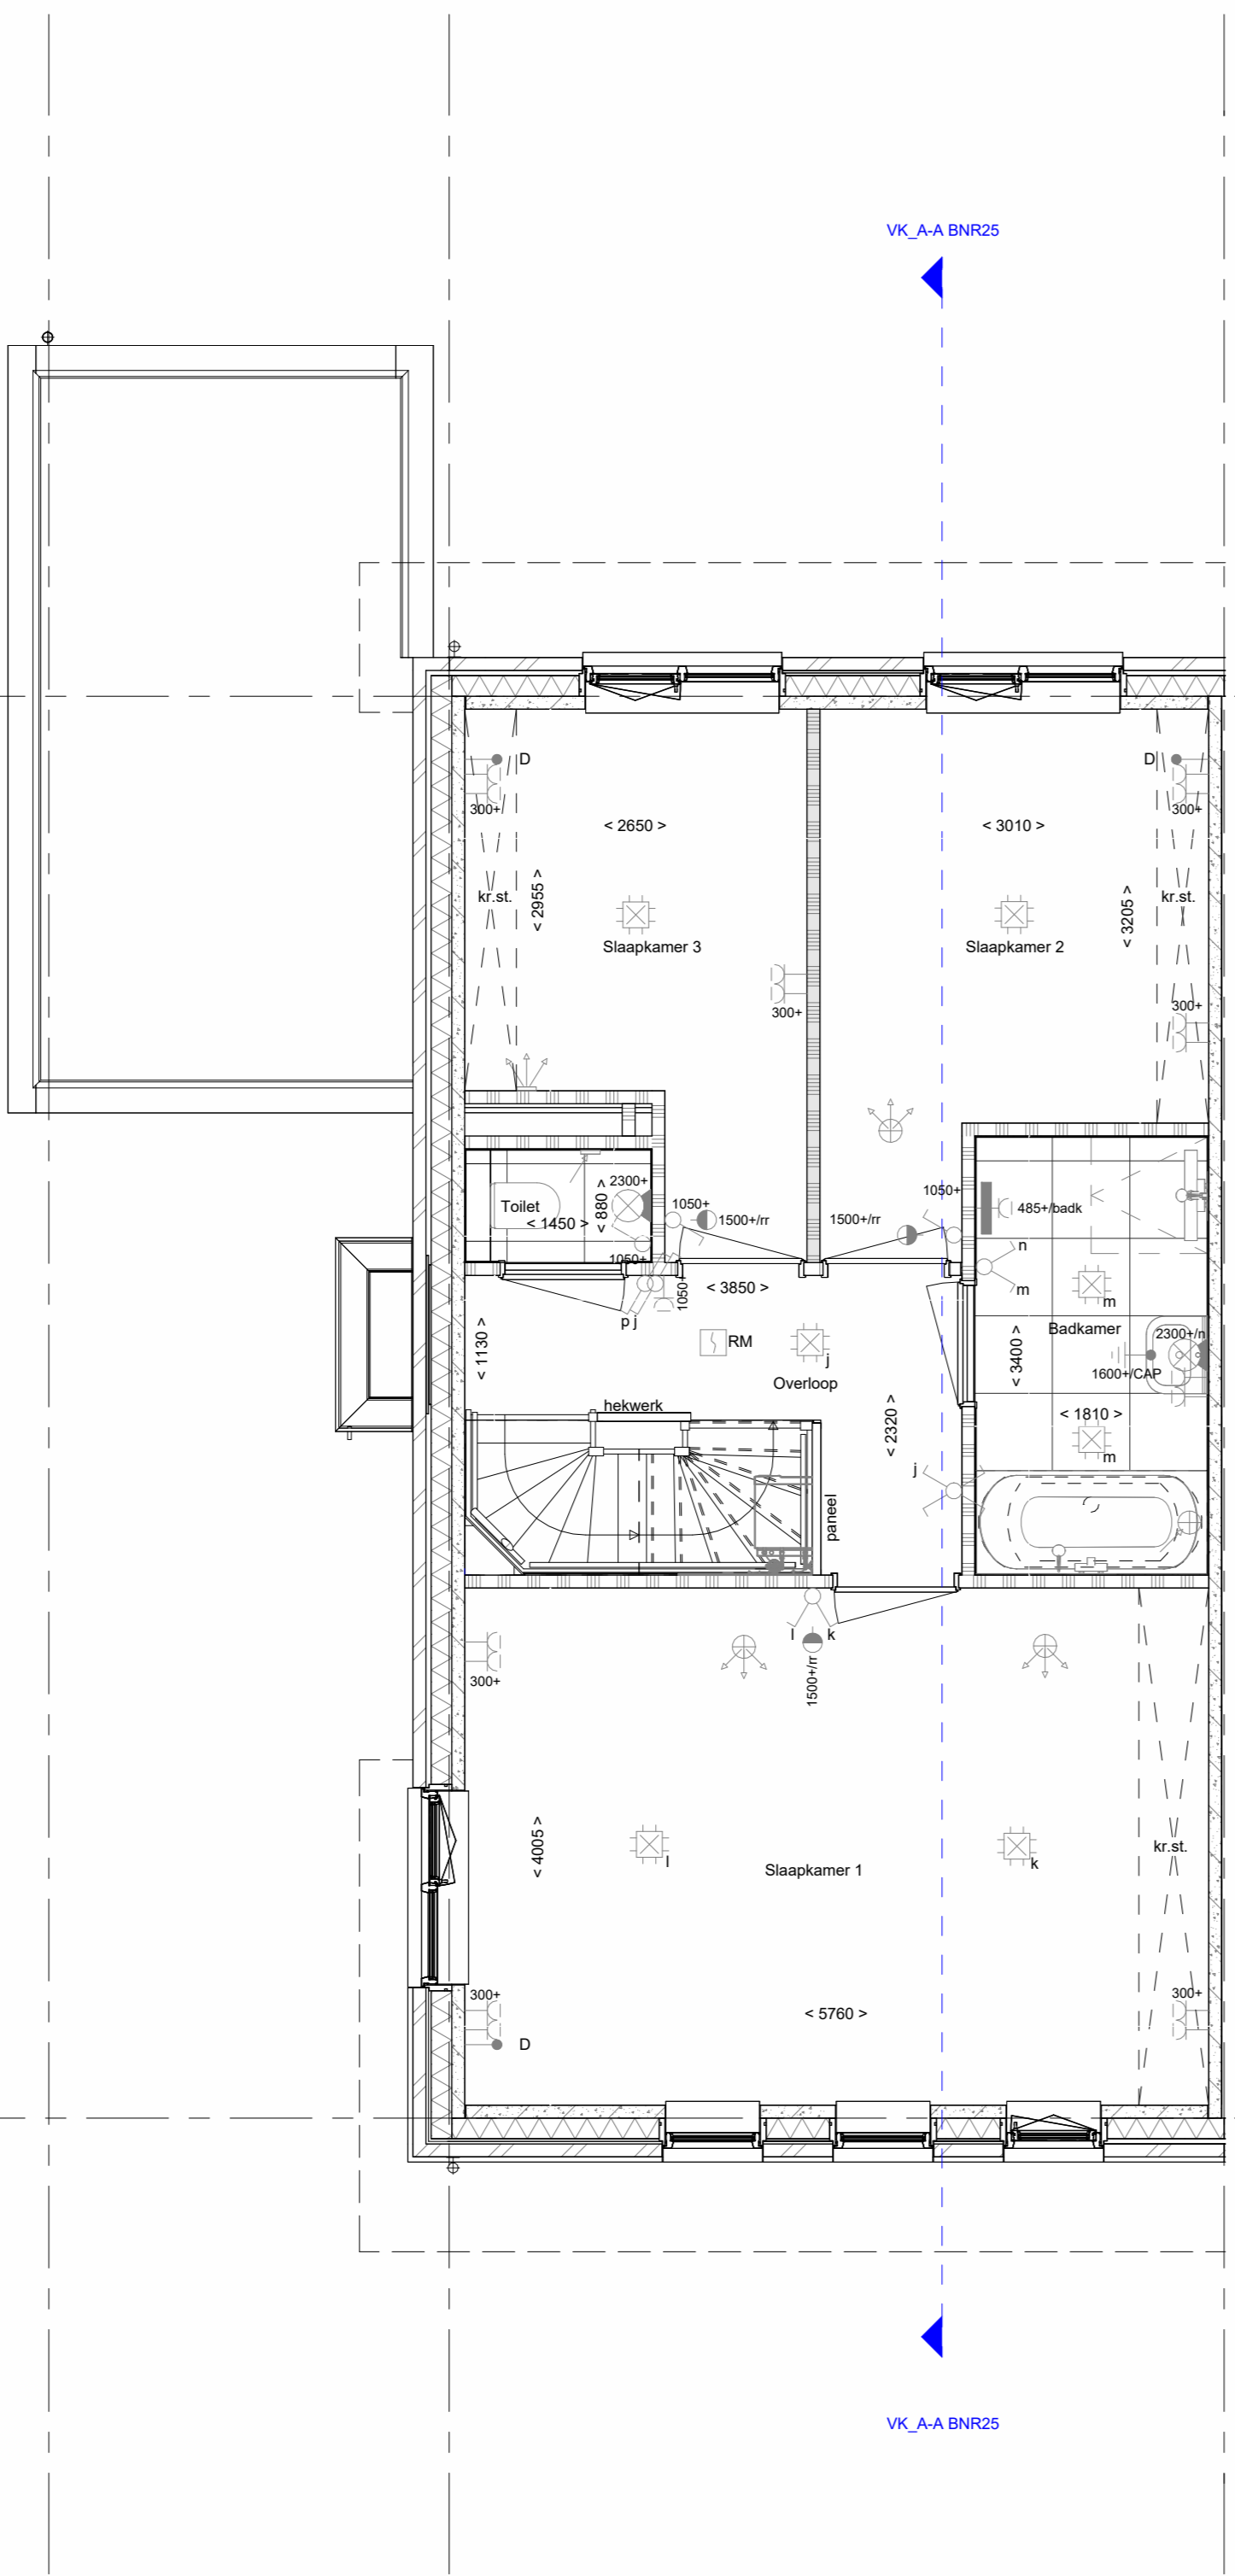 VK_A-A BNR25
D
D
300+
300+
< 2650 >
< 3010 >
kr.st.
< 2955 >
< 3205 >
kr.st.
Slaapkamer 3
Slaapkamer 2
300+
300+
2300+
1050+
1050+
Toilet
< 880 >
< 1450 >
1500+/rr
1500+/rr
485+/badk
n
1050+
1050+
< 3850 >
m
m
p j
< 1130 >
RM
j
Badkamer
2300+/n
< 3400 >
1600+/CAP
Overloop
hekwerk
< 2320 >
< 1810 >
m
j
paneel
l
k
1500+/rr
300+
< 4005 >
l
Slaapkamer 1
k
kr.st.
300+
300+
< 5760 >
D
VK_A-A BNR25